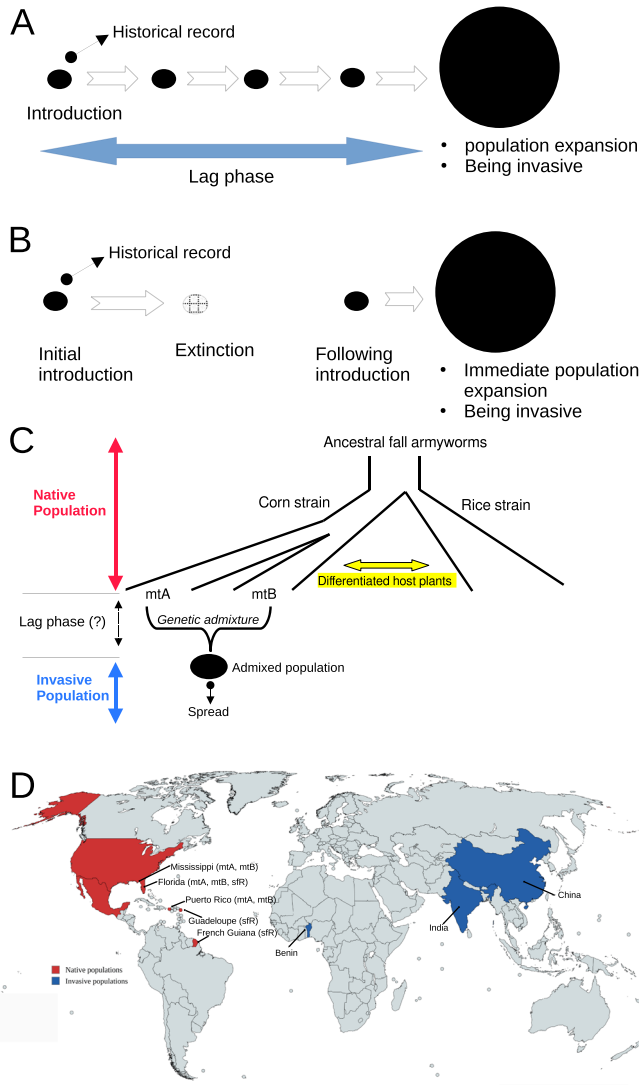 A
Historical record
Introduction
Lag phase
• population expansion
• Being invasive
B
Historical record
Initial
introduction
Extinction
Following
introduction
• Immediate population
expansion
• Being invasive
C
Ancestral fall armyworms
Native
Population
Corn strain
Rice strain
Differentiated host plants
mtA
mtB
Lag phase (?)
Genetic admixture
Invasive
Population
Admixed population
Spread
D
Mississippi (mtA, mtB)
Florida (mtA, mtB, sfR)
Puerto Rico (mtA, mtB)
Guadeloupe (sfR)
French Guiana (sfR)
China
India
Benin
Native populations
Invasive populations